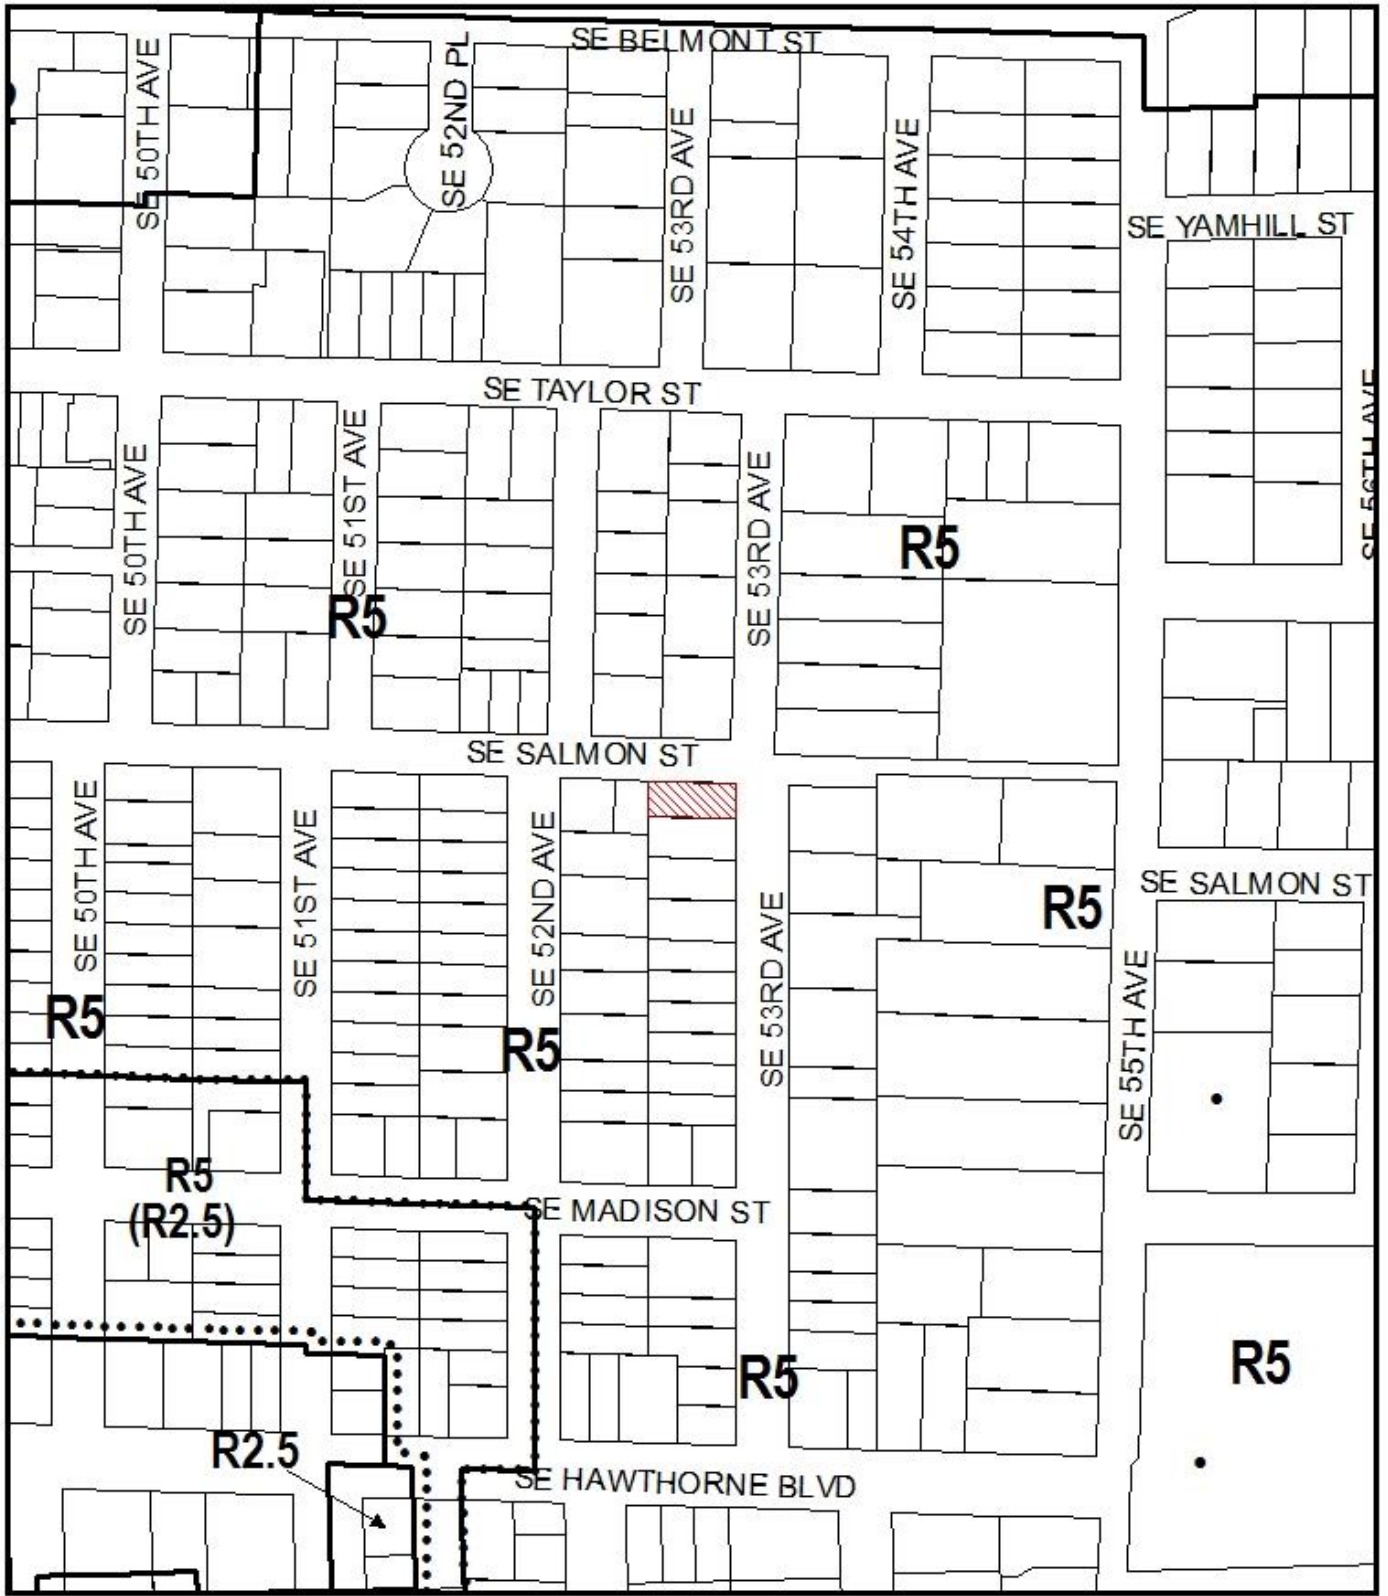 SE BELMONT ST
SE 50TH AVE
SE 52ND PL
SE 53RD AVE
SE 54TH AVE
SE YAMHILL ST
SE TAYLOR ST
SE 56TH AVE
SE 50TH AVE
SE 51ST AVE
SE 53RD AVE
R5
R5
SE SALMON ST
SE 50TH AVE
SE 51ST AVE
SE 52ND AVE
SE 53RD AVE
SE SALMON ST
R5
SE 55TH AVE
R5
R5
R5
(R2.5)
SE MADISON ST
R5
R5
R2.5
SE HAWTHORNE BLVD